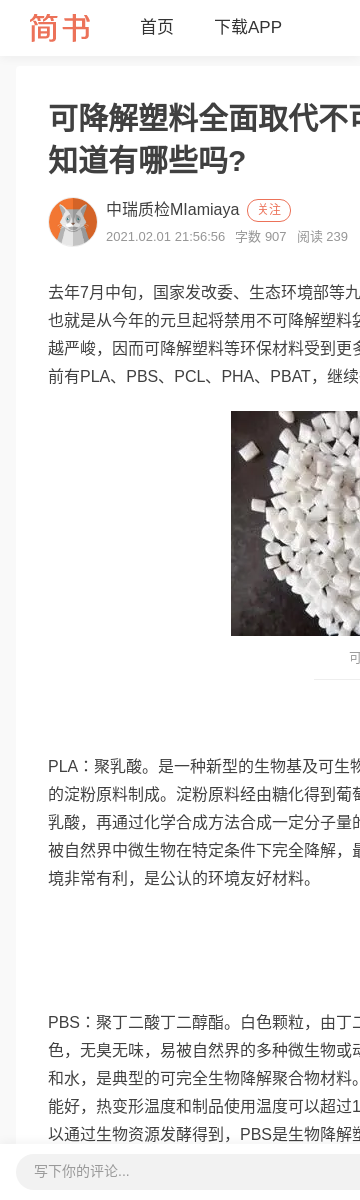 简书 首页 下载APP
可降解塑料全面取代不可
知道有哪些吗?
中瑞质检MIamiaya 关注
2021.02.01 21:56:56 字数 907 阅读 239
去年7月中旬，国家发改委、生态环境部等九
也就是从今年的元旦起将禁用不可降解塑料袋
越严峻，因而可降解塑料等环保材料受到更多
前有PLA、PBS、PCL、PHA、PBAT，继续
可
PLA：聚乳酸。是一种新型的生物基及可生物
的淀粉原料制成。淀粉原料经由糖化得到葡萄
乳酸，再通过化学合成方法合成一定分子量的
被自然界中微生物在特定条件下完全降解，最
境非常有利，是公认的环境友好材料。
PBS：聚丁二酸丁二醇酯。白色颗粒，由丁二
色，无臭无味，易被自然界的多种微生物或动
和水，是典型的可完全生物降解聚合物材料。
能好，热变形温度和制品使用温度可以超过1
以通过生物资源发酵得到，PBS是生物降解塑
写下你的评论...